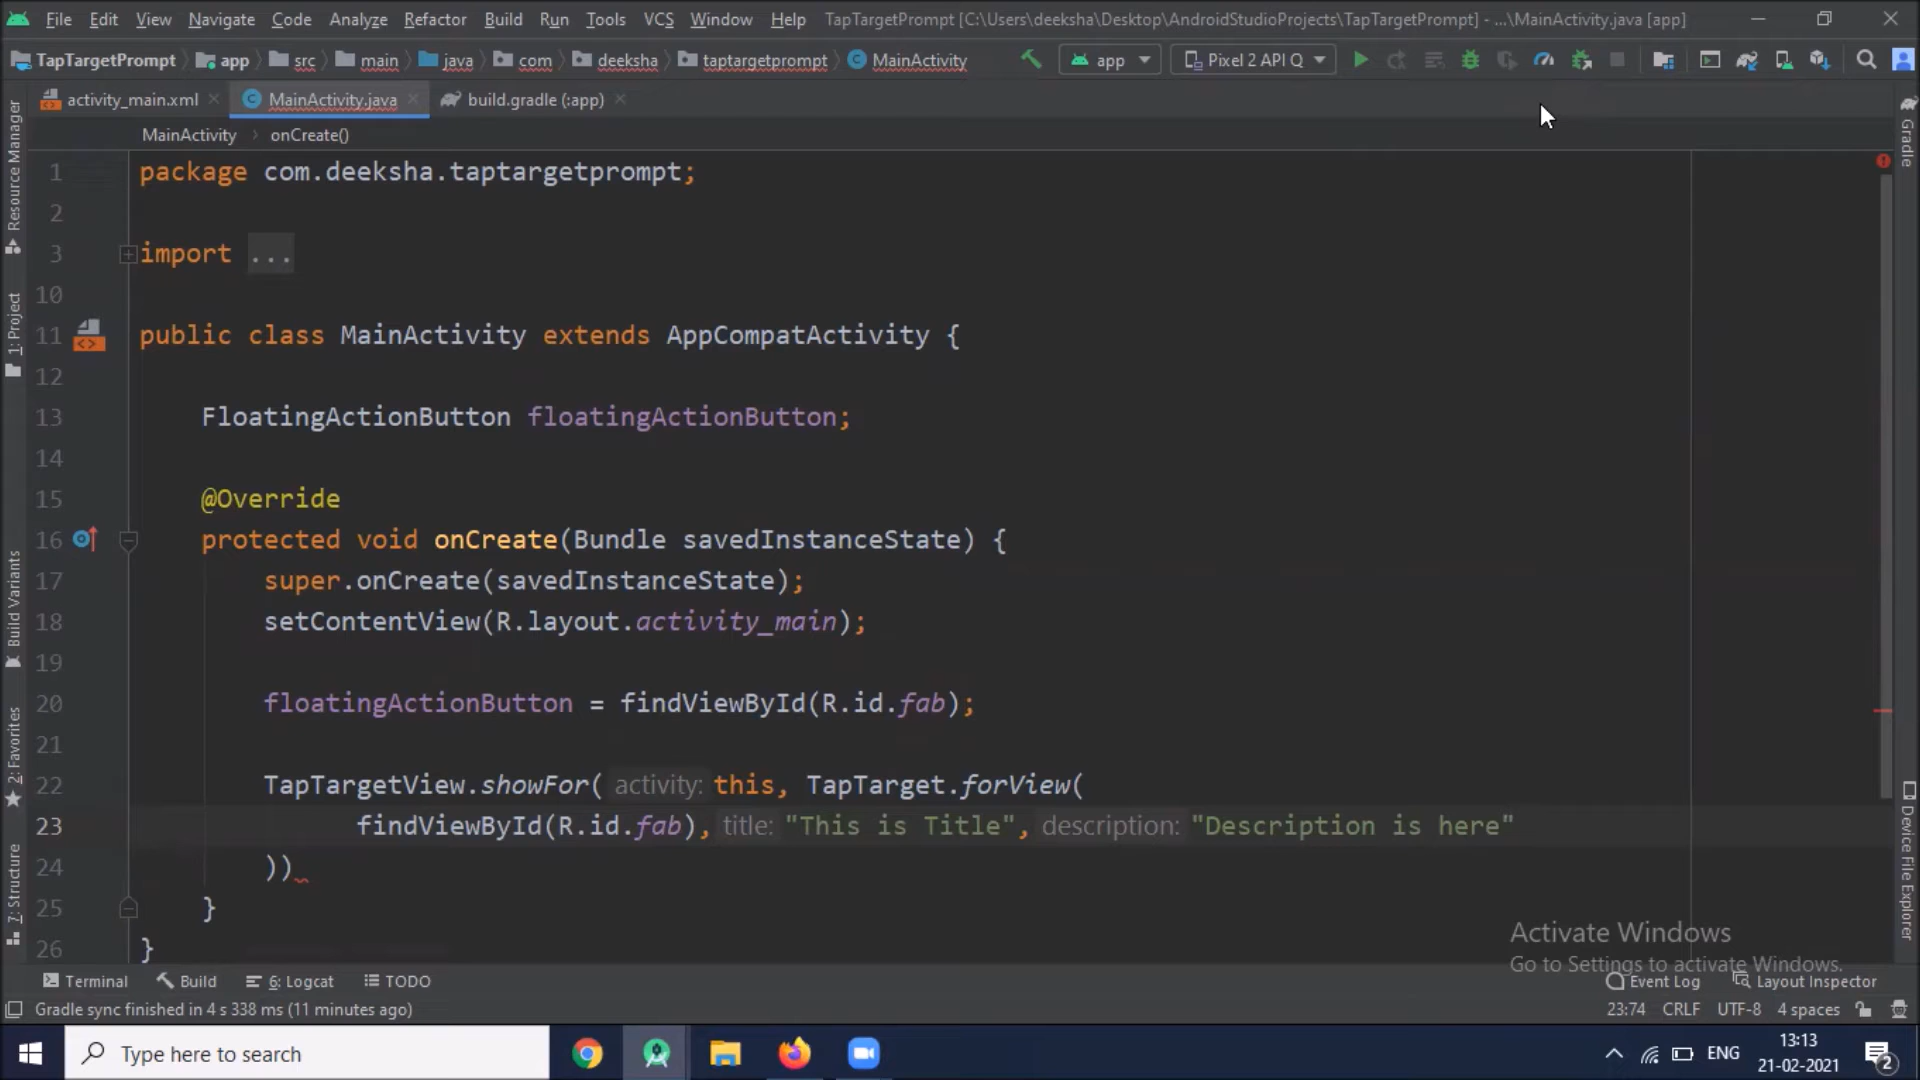 File Edit View Navigate Code Analyze Refactor Build Run Tools VCS Window Help TapTargetPrompt [C:\Users\deeksha\Desktop\AndroidStudioProjects\TapTargetPrompt] - ...\MainActivity.java [app]
TapTargetPrompt app src main java com deeksha taptargetprompt MainActivity app Pixel 2 API Q
activity_main.xml MainActivity.java build.gradle (:app)
MainActivity onCreate()
Resource Manager
1: Project
Build Variants
2: Favorites
7: Structure
1 package com.deeksha.taptargetprompt;
2
3 import ...
10
11 public class MainActivity extends AppCompatActivity {
12
13 FloatingActionButton floatingActionButton;
14
15 @Override
16 protected void onCreate(Bundle savedInstanceState) {
17 super.onCreate(savedInstanceState);
18 setContentView(R.layout.activity_main);
19
20 floatingActionButton = findViewById(R.id.fab);
21
22 TapTargetView.showFor( activity: this, TapTarget.forView(
23 findViewById(R.id.fab), title: "This is Title", description: "Description is here"
24 ))
25 }
26 }
Gradle
Device File Explorer
Activate Windows
Go to Settings to activate Windows.
Terminal Build 6: Logcat TODO Event Log Layout Inspector
Gradle sync finished in 4 s 338 ms (11 minutes ago) 23:74 CRLF UTF-8 4 spaces
Type here to search ENG 13:13
21-02-2021 2